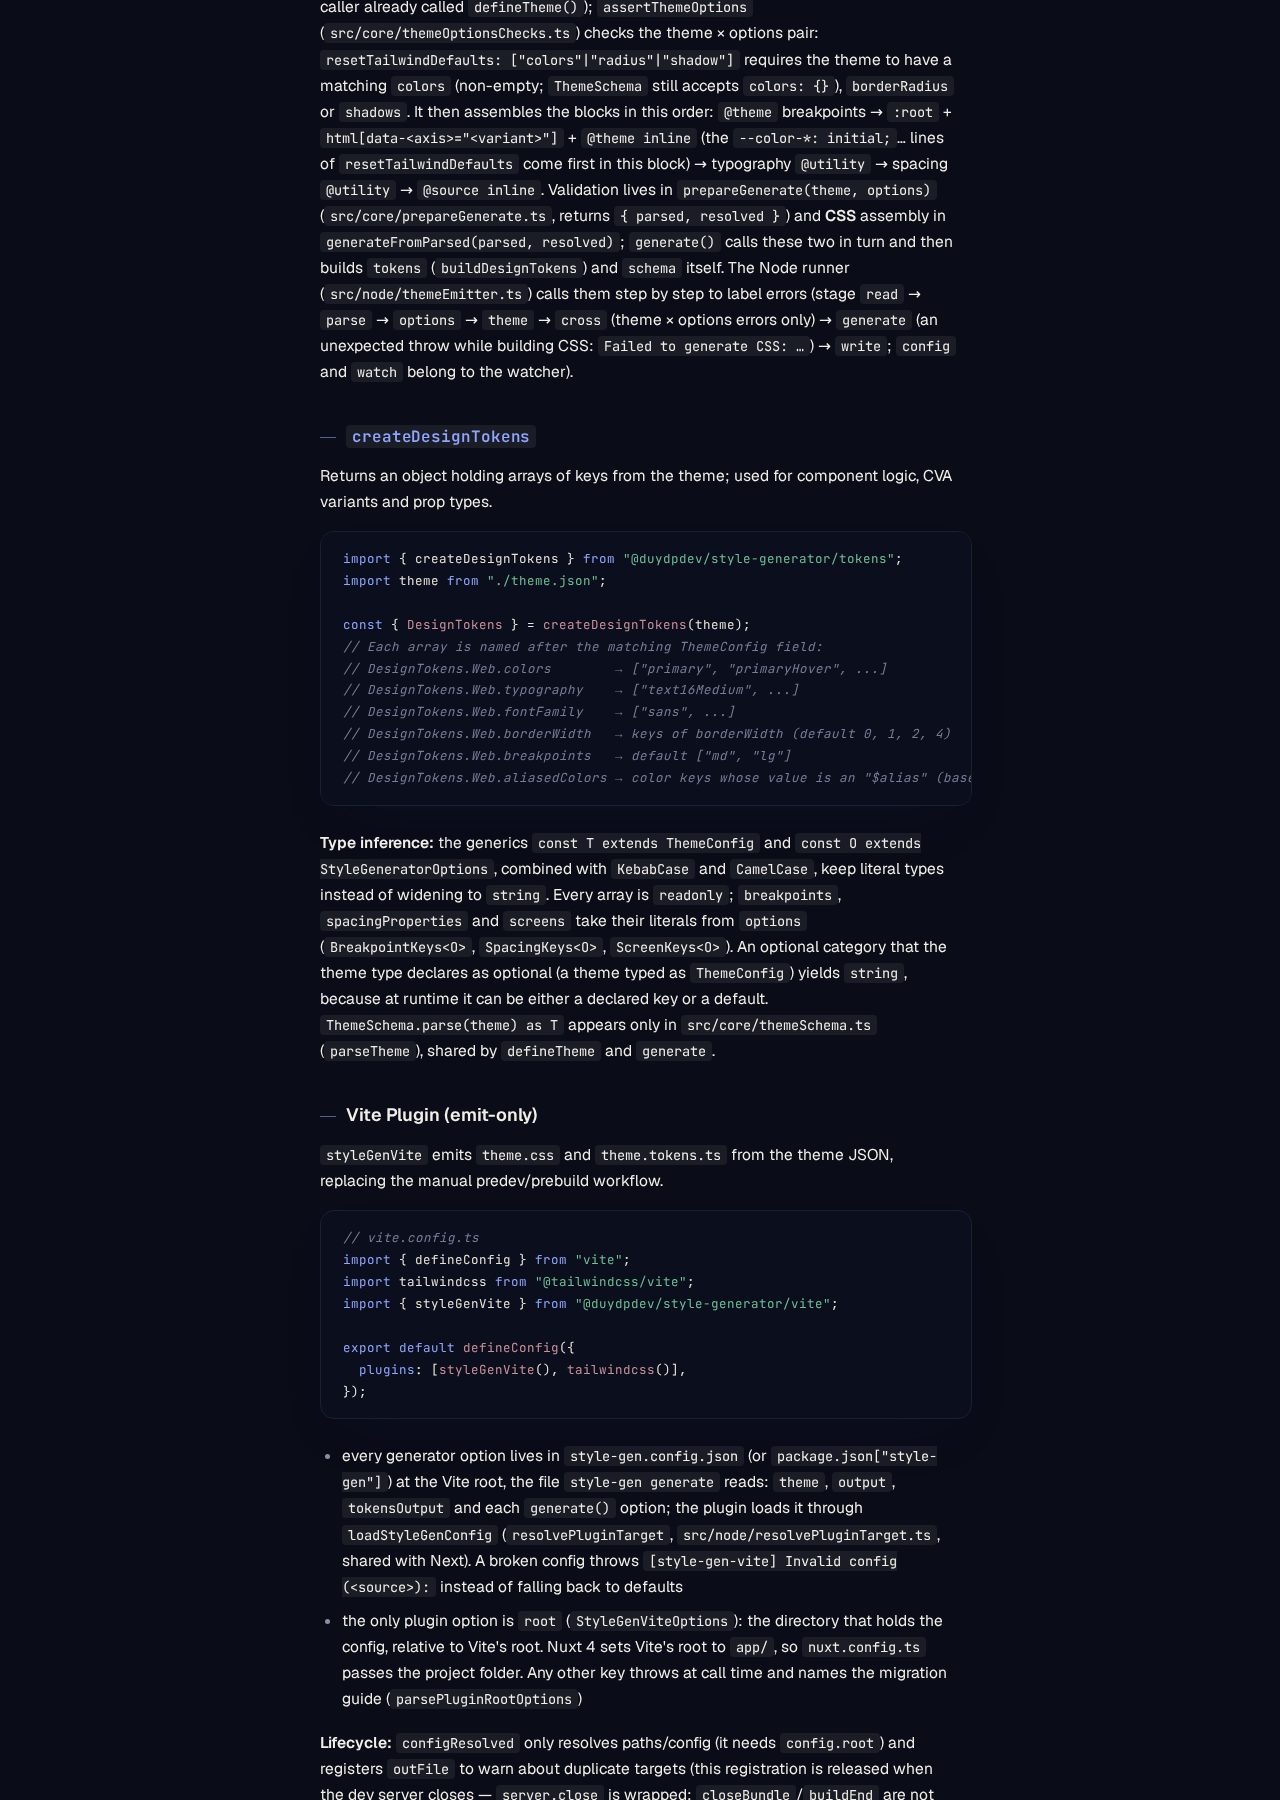 caller already called defineTheme() ); assertThemeOptions
( src/core/themeOptionsChecks.ts ) checks the theme × options pair:
resetTailwindDefaults: ["colors"|"radius"|"shadow"] requires the theme to have a
matching colors (non-empty; ThemeSchema still accepts colors: {} ), borderRadius
or shadows . It then assembles the blocks in this order: @theme breakpoints → :root +
html[data-<axis>="<variant>"] + @theme inline (the --color-*: initial; … lines
of resetTailwindDefaults come first in this block) → typography @utility → spacing
@utility → @source inline . Validation lives in prepareGenerate(theme, options)
( src/core/prepareGenerate.ts , returns { parsed, resolved } ) and CSS assembly in
generateFromParsed(parsed, resolved) ; generate() calls these two in turn and then
builds tokens ( buildDesignTokens ) and schema itself. The Node runner
( src/node/themeEmitter.ts ) calls them step by step to label errors (stage read →
parse → options → theme → cross (theme × options errors only) → generate (an
unexpected throw while building CSS: Failed to generate CSS: … ) → write ; config
and watch belong to the watcher).
— createDesignTokens
Returns an object holding arrays of keys from the theme; used for component logic, CVA
variants and prop types.
import { createDesignTokens } from "@duydpdev/style-generator/tokens";
import theme from "./theme.json";
const { DesignTokens } = createDesignTokens(theme);
// Each array is named after the matching ThemeConfig field:
// DesignTokens.Web.colors → ["primary", "primaryHover", ...]
// DesignTokens.Web.typography → ["text16Medium", ...]
// DesignTokens.Web.fontFamily → ["sans", ...]
// DesignTokens.Web.borderWidth → keys of borderWidth (default 0, 1, 2, 4)
// DesignTokens.Web.breakpoints → default ["md", "lg"]
// DesignTokens.Web.aliasedColors → color keys whose value is an "$alias" (base
Type inference: the generics const T extends ThemeConfig and const O extends
StyleGeneratorOptions , combined with KebabCase and CamelCase , keep literal types
instead of widening to string . Every array is readonly ; breakpoints ,
spacingProperties and screens take their literals from options
( BreakpointKeys<O> , SpacingKeys<O> , ScreenKeys<O> ). An optional category that the
theme type declares as optional (a theme typed as ThemeConfig ) yields string ,
because at runtime it can be either a declared key or a default.
ThemeSchema.parse(theme) as T appears only in src/core/themeSchema.ts
( parseTheme ), shared by defineTheme and generate .
— Vite Plugin (emit-only)
styleGenVite emits theme.css and theme.tokens.ts from the theme JSON,
replacing the manual predev/prebuild workflow.
// vite.config.ts
import { defineConfig } from "vite";
import tailwindcss from "@tailwindcss/vite";
import { styleGenVite } from "@duydpdev/style-generator/vite";
export default defineConfig({
plugins: [styleGenVite(), tailwindcss()],
});
• every generator option lives in style-gen.config.json (or package.json["style-
gen"] ) at the Vite root, the file style-gen generate reads: theme , output ,
tokensOutput and each generate() option; the plugin loads it through
loadStyleGenConfig ( resolvePluginTarget , src/node/resolvePluginTarget.ts ,
shared with Next). A broken config throws [style-gen-vite] Invalid config
(<source>): instead of falling back to defaults
• the only plugin option is root ( StyleGenViteOptions ): the directory that holds the
config, relative to Vite's root. Nuxt 4 sets Vite's root to app/ , so nuxt.config.ts
passes the project folder. Any other key throws at call time and names the migration
guide ( parsePluginRootOptions )
Lifecycle: configResolved only resolves paths/config (it needs config.root ) and
registers outFile to warn about duplicate targets (this registration is released when
the dev server closes — server.close is wrapped; closeBundle / buildEnd are not